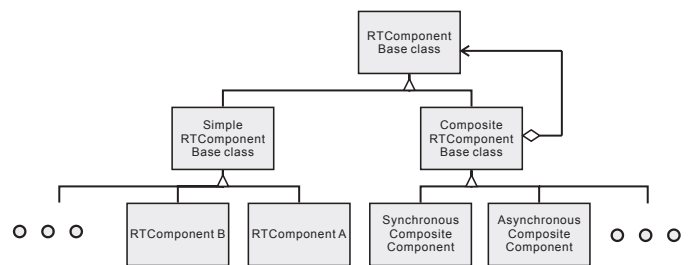 RTComponent
Base class
Simple
RTComponent
Base class
Composite
RTComponent
Base class
RTComponent B
RTComponent A
Synchronous
Composite
Component
Asynchronous
Composite
Component